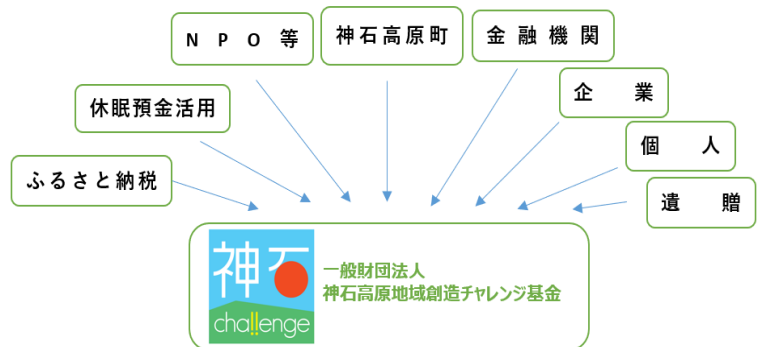 NPO等
神石高原町
金融機関
休眠預金活用
企業
ふるさと納税
個人
遺贈
神石
cha!!enge
一般財団法人
神石高原地域創造チャレンジ基金